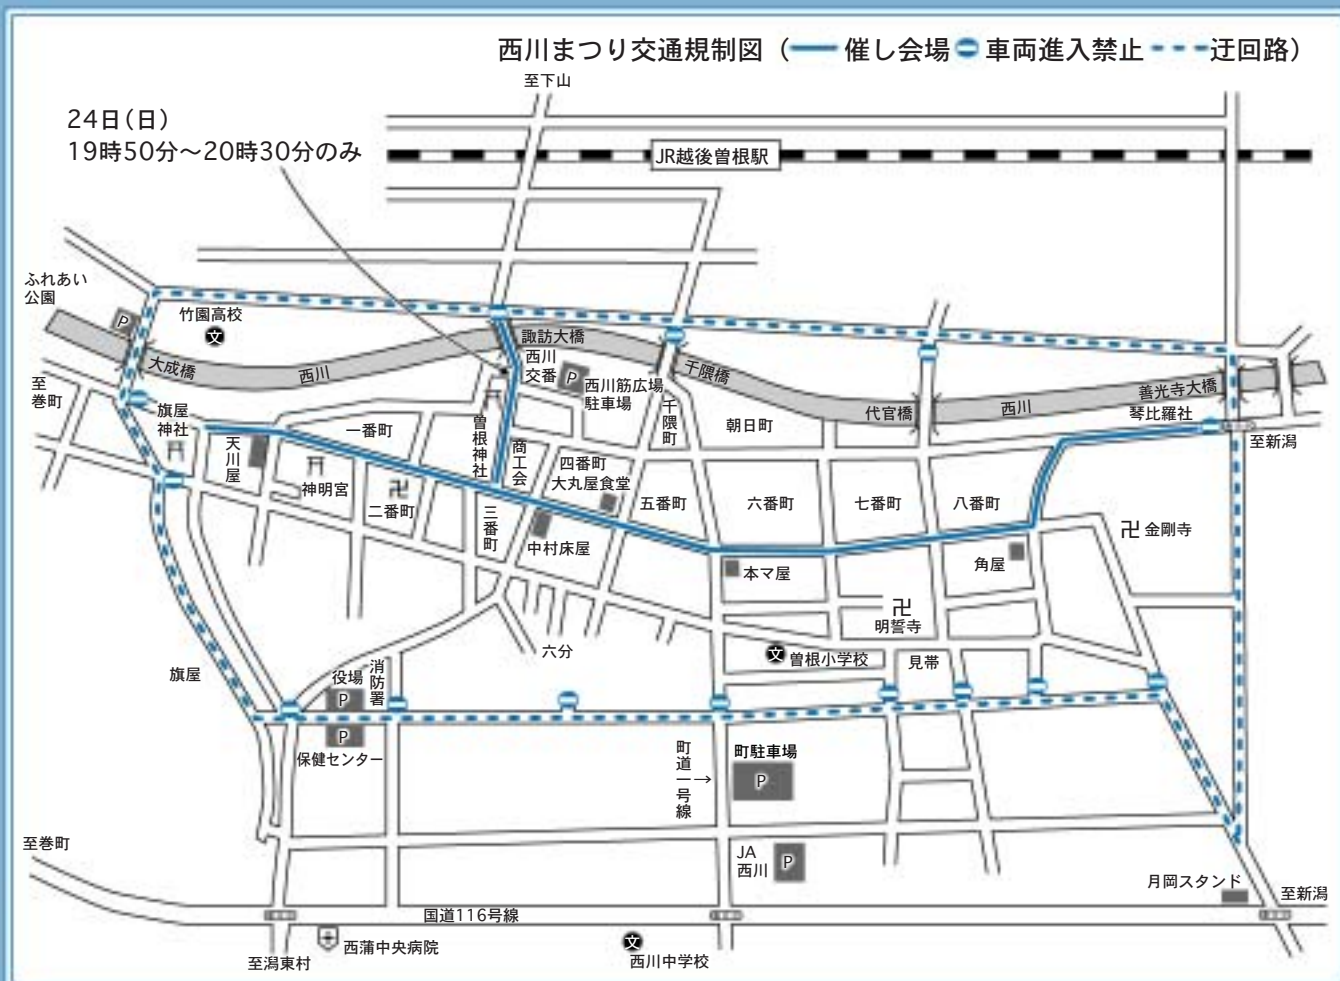 西川まつり交通規制図（━━催し会場 車両進入禁止 ---迂回路）
至下山
24日（日）
19時50分〜20時30分のみ
JR越後曽根駅
ふれあい
公園
P
竹園高校
文
大成橋
西川
諏訪大橋
西川
交番
P
西川筋広場
駐車場
千隈橋
千隈町
朝日町
代官橋
西川
善光寺大橋
琴比羅社
至新潟
至
巻町
旗屋
神社
天川屋
一番町
神明宮
卍
二番町
曽根神社
商工会
三番町
四番町
大丸屋食堂
中村床屋
五番町
六番町
七番町
八番町
卍 金剛寺
本マ屋
角屋
卍
明誓寺
六分
文 曽根小学校
見帯
旗屋
役場
P
消防署
P
保健センター
町道一号線→
町駐車場
P
至巻町
JA
西川
P
月岡スタンド
至新潟
国道116号線
西蒲中央病院
至潟東村
文
西川中学校